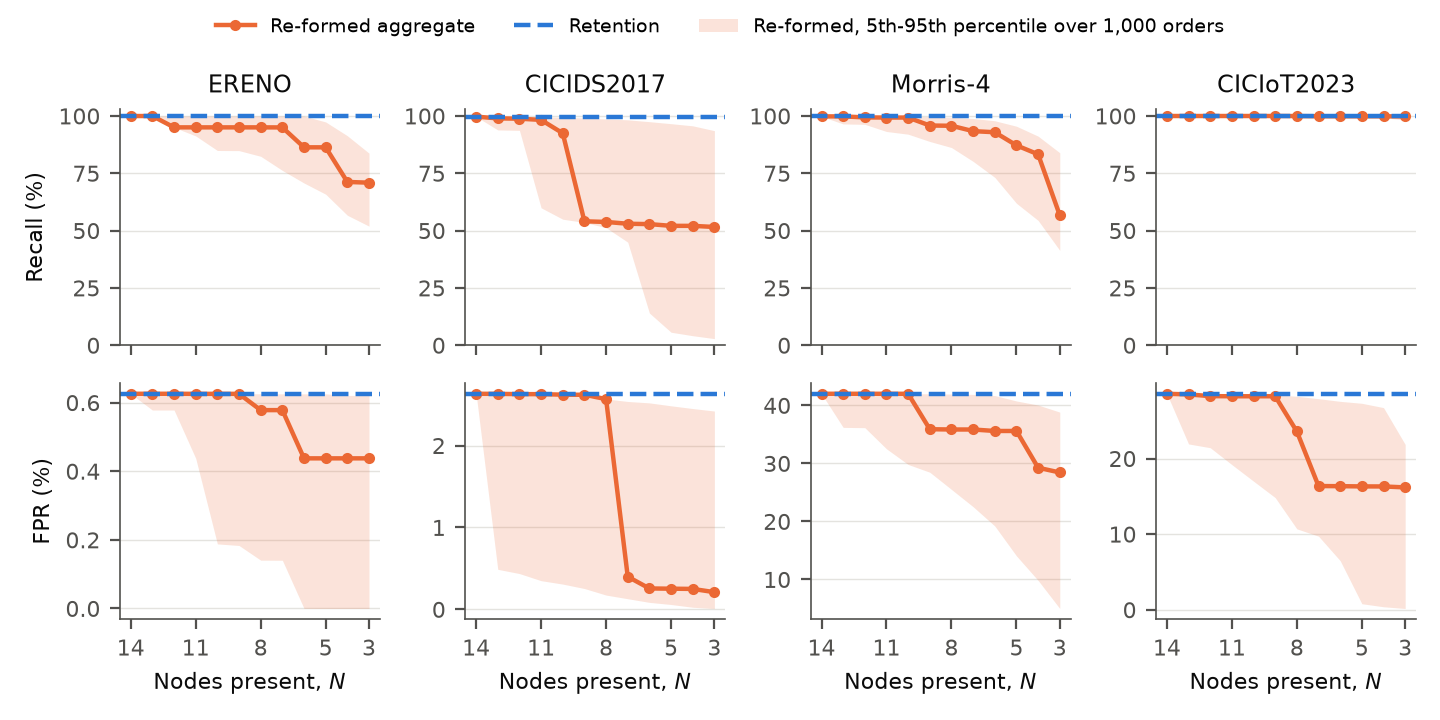 Re-formed aggregate Retention Re-formed, 5th-95th percentile over 1,000 orders
ERENO CICIDS2017 Morris-4 CICIoT2023
Recall (%)
100 100 100 100
75 75 75 75
50 50 50 50
25 25 25 25
0 0 0 0
FPR (%)
0.6
0.4
0.2
0.0
2
1
0
40
30
20
10
20
10
0
14 11 8 5 3 14 11 8 5 3 14 11 8 5 3 14 11 8 5 3
Nodes present, N Nodes present, N Nodes present, N Nodes present, N